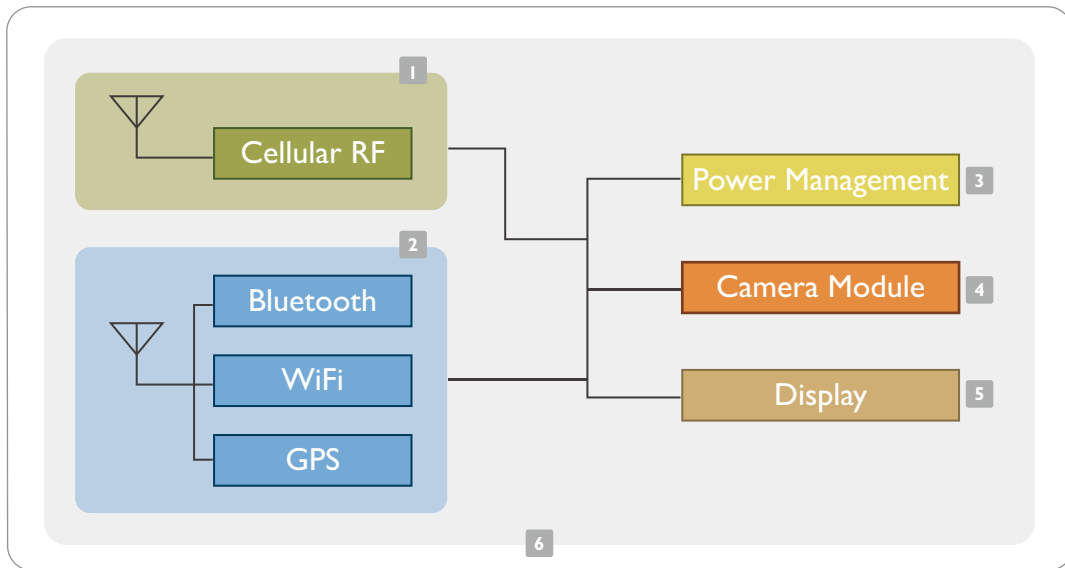 1
Cellular RF
2
Bluetooth
WiFi
GPS
Power Management
3
Camera Module
4
Display
5
6